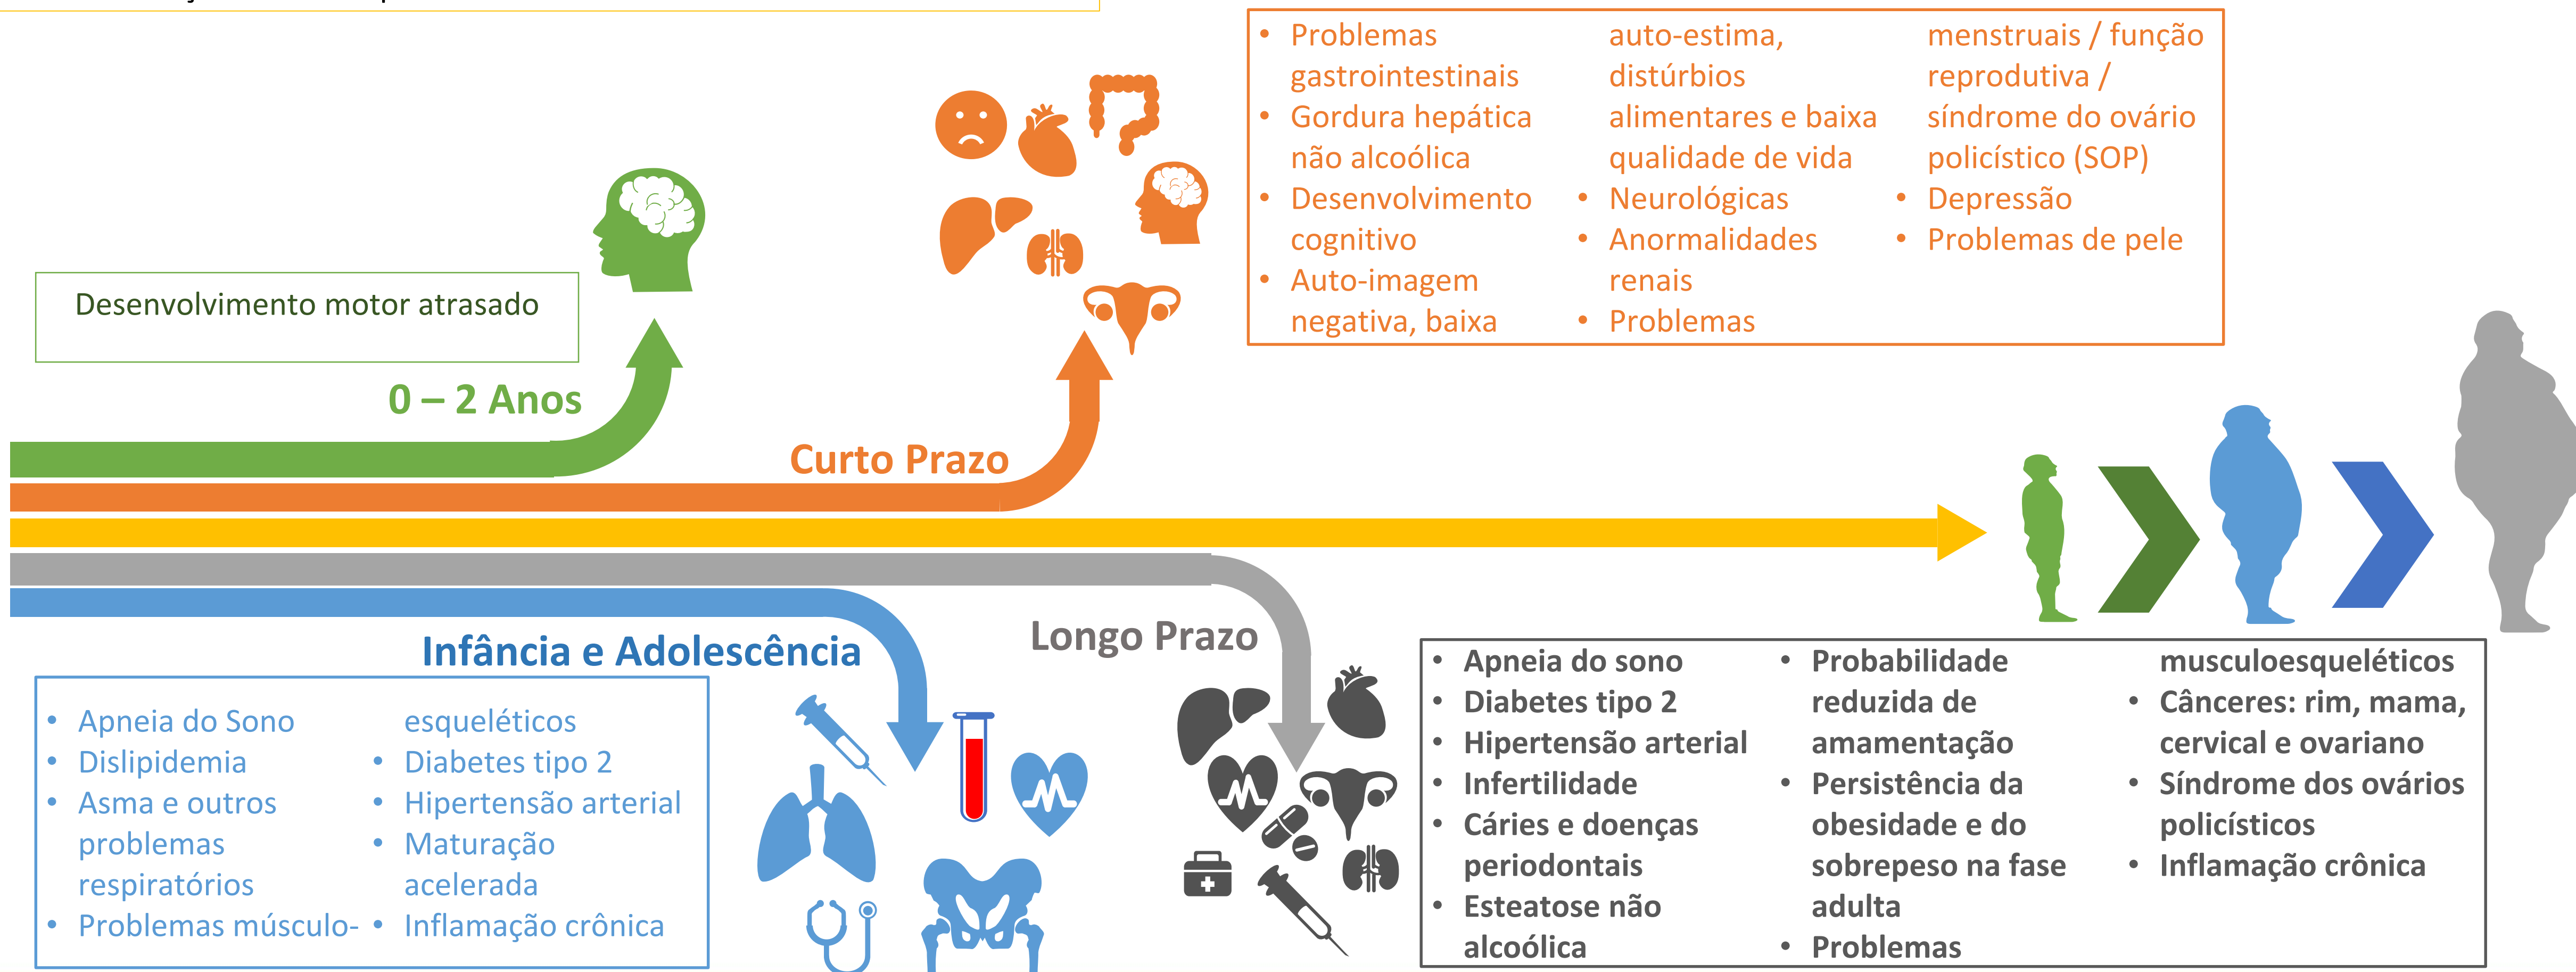 • Problemas
gastrointestinais
• Gordura hepática
não alcoólica
• Desenvolvimento
cognitivo
• Auto-imagem
negativa, baixa
auto-estima,
distúrbios
alimentares e baixa
qualidade de vida
• Neurológicas
• Anormalidades
renais
• Problemas
menstruais / função
reprodutiva /
síndrome do ovário
policístico (SOP)
• Depressão
• Problemas de pele
Desenvolvimento motor atrasado
0 – 2 Anos
Curto Prazo
Infância e Adolescência
Longo Prazo
• Apneia do Sono
• Dislipidemia
• Asma e outros
problemas
respiratórios
• Problemas músculo-
esqueléticos
• Diabetes tipo 2
• Hipertensão arterial
• Maturação
acelerada
• Inflamação crônica
• Apneia do sono
• Diabetes tipo 2
• Hipertensão arterial
• Infertilidade
• Cáries e doenças
periodontais
• Esteatose não
alcoólica
• Probabilidade
reduzida de
amamentação
• Persistência da
obesidade e do
sobrepeso na fase
adulta
• Problemas
musculoesqueléticos
• Cânceres: rim, mama,
cervical e ovariano
• Síndrome dos ovários
policísticos
• Inflamação crônica